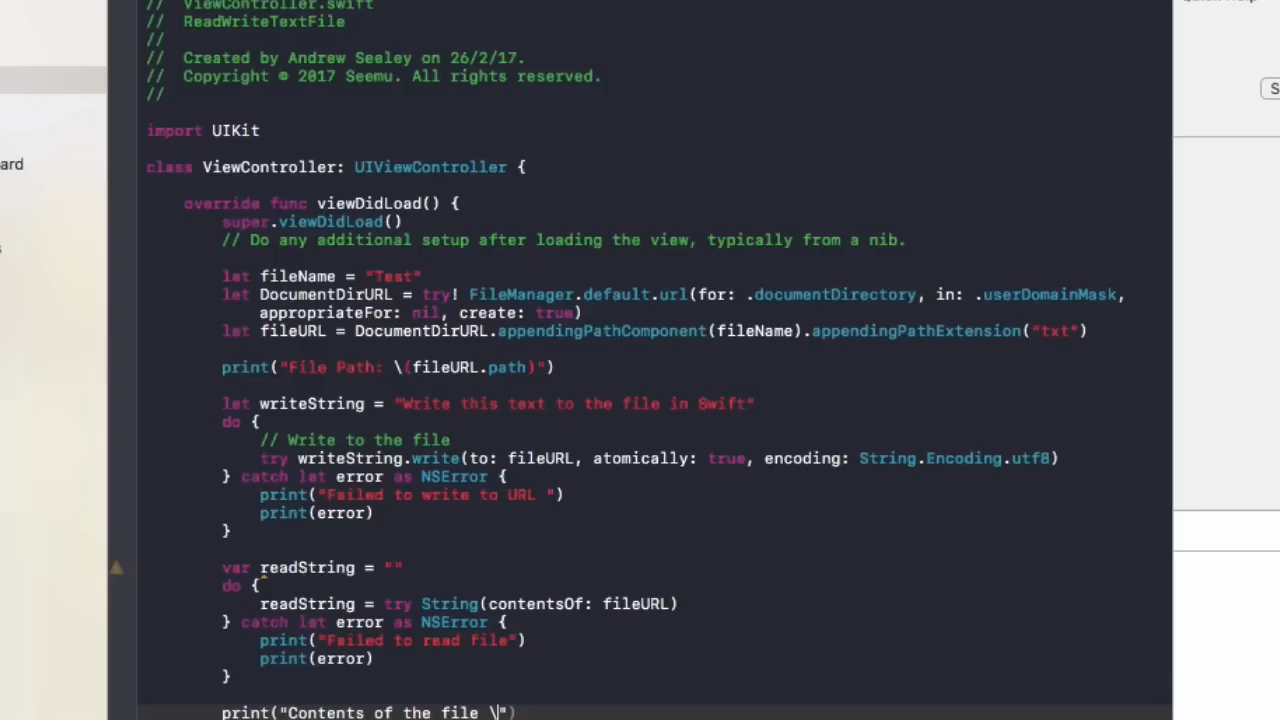 //  ViewController.swift
//  ReadWriteTextFile
//
//  Created by Andrew Seeley on 26/2/17.
//  Copyright © 2017 Seemu. All rights reserved.
//
import UIKit
class ViewController: UIViewController {
    override func viewDidLoad() {
        super.viewDidLoad()
        // Do any additional setup after loading the view, typically from a nib.
        let fileName = "Test"
        let DocumentDirURL = try! FileManager.default.url(for: .documentDirectory, in: .userDomainMask,
            appropriateFor: nil, create: true)
        let fileURL = DocumentDirURL.appendingPathComponent(fileName).appendingPathExtension("txt")
        print("File Path: \(fileURL.path)")
        let writeString = "Write this text to the file in Swift"
        do {
            // Write to the file
            try writeString.write(to: fileURL, atomically: true, encoding: String.Encoding.utf8)
        } catch let error as NSError {
            print("Failed to write to URL ")
            print(error)
        }
        var readString = ""
        do {
            readString = try String(contentsOf: fileURL)
        } catch let error as NSError {
            print("Failed to read file")
            print(error)
        }
        print("Contents of the file \")
ard
s
S